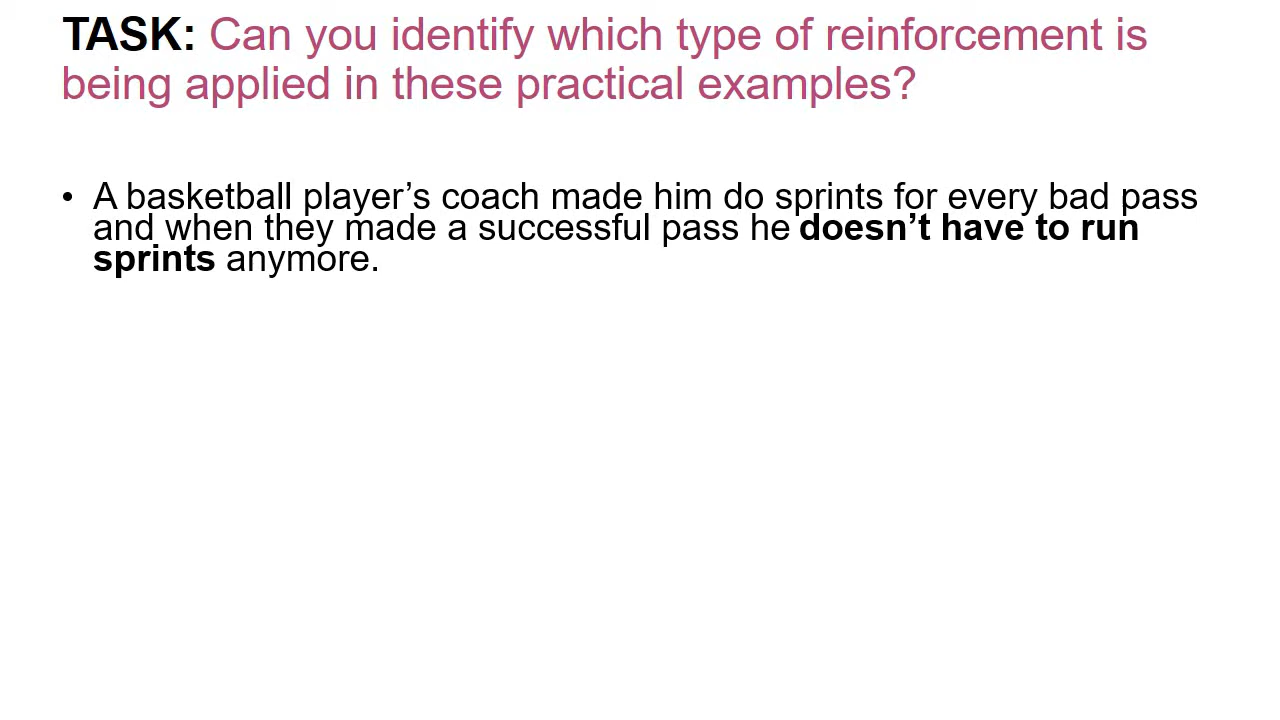 TASK: Can you identify which type of reinforcement is
being applied in these practical examples?
• A basketball player’s coach made him do sprints for every bad pass
and when they made a successful pass he doesn’t have to run
sprints anymore.